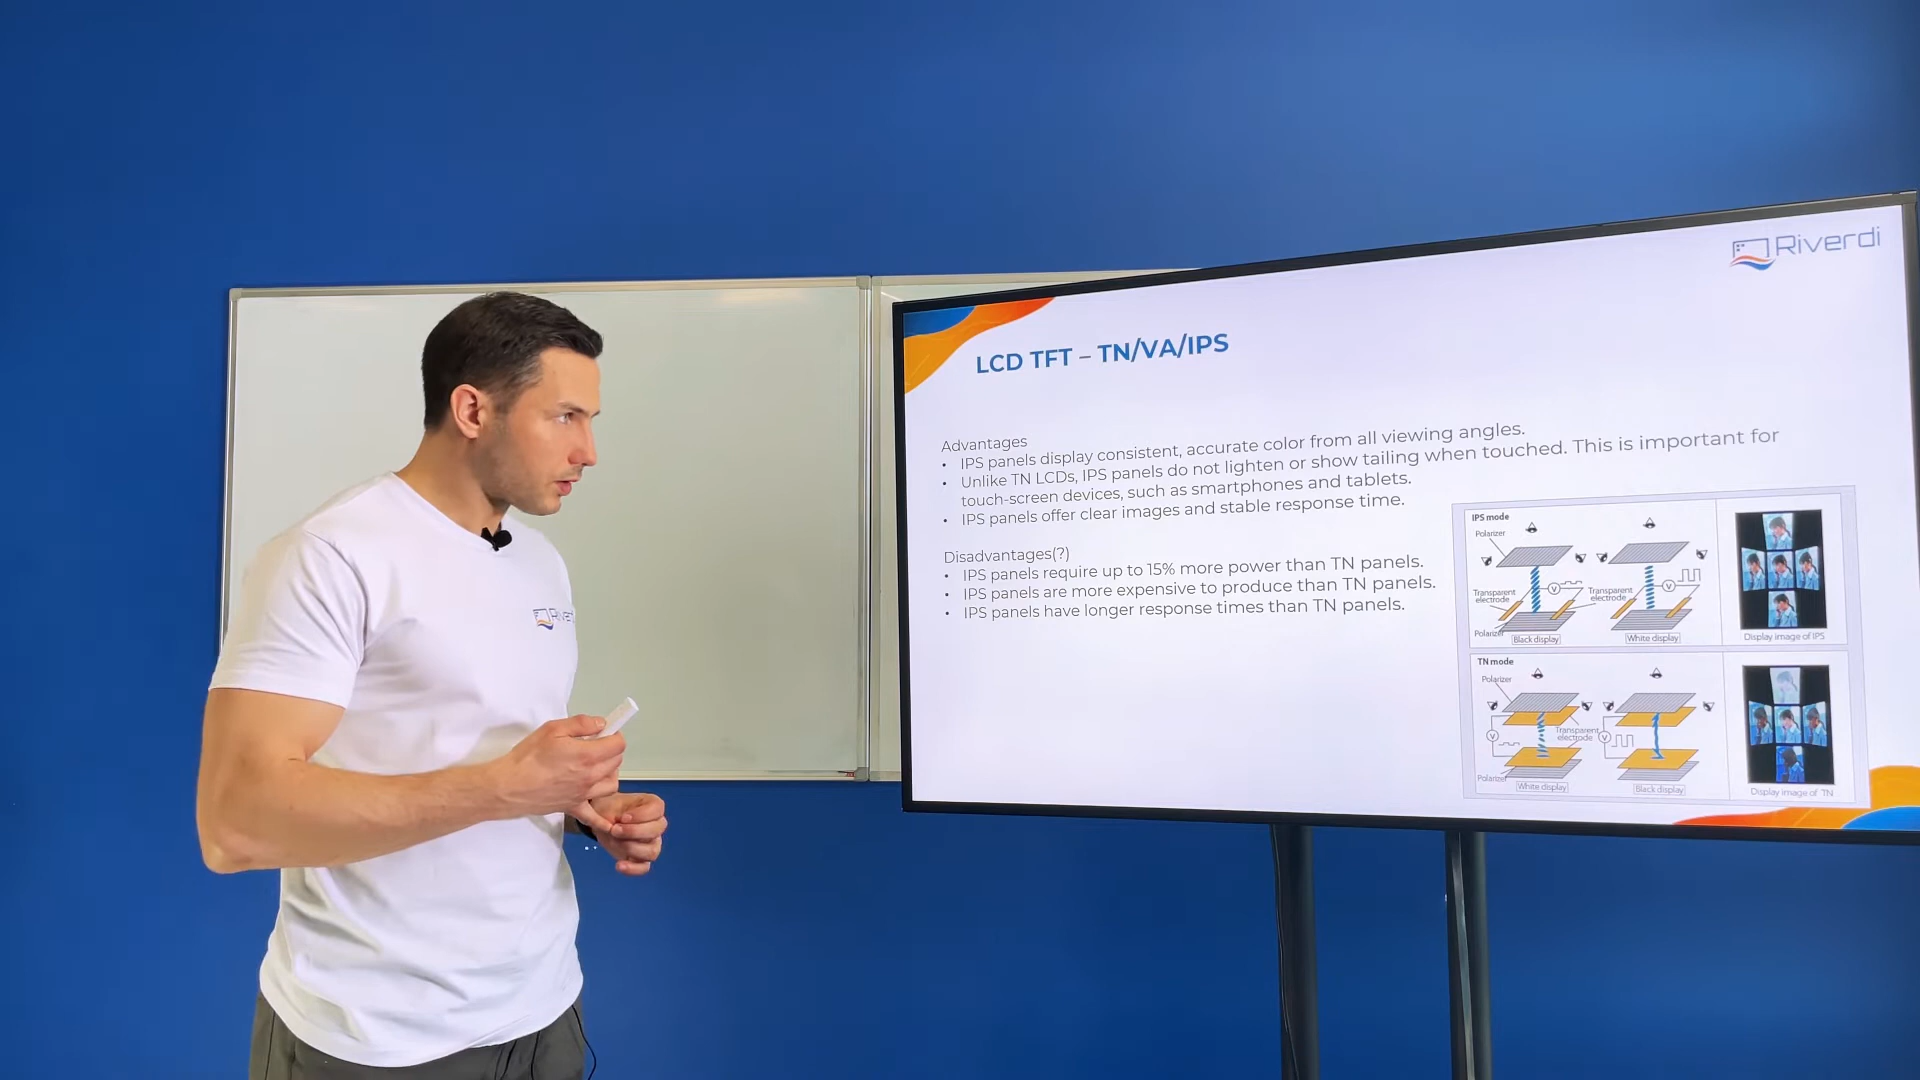 Riverdi
LCD TFT – TN/VA/IPS
Advantages
• IPS panels display consistent, accurate color from all viewing angles.
• Unlike TN LCDs, IPS panels do not lighten or show tailing when touched. This is important for
touch-screen devices, such as smartphones and tablets.
• IPS panels offer clear images and stable response time.
Disadvantages(?)
• IPS panels require up to 15% more power than TN panels.
• IPS panels are more expensive to produce than TN panels.
• IPS panels have longer response times than TN panels.
IPS mode
Polarizer
V
V
Transparent
electrode
Transparent
electrode
Polarizer
Black display
White display
Display image of IPS
TN mode
Polarizer
V
V
Transparent
electrode
Polarizer
White display
Black display
Display image of TN